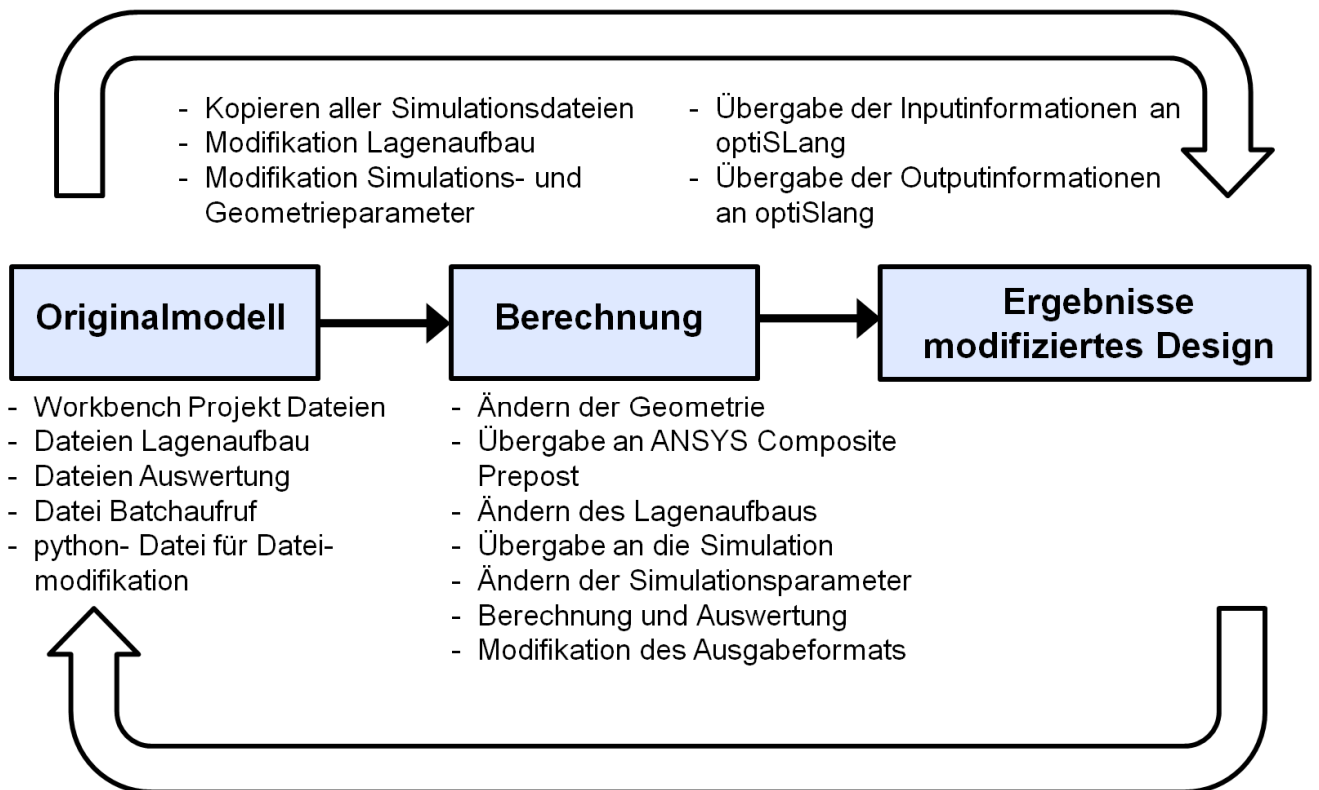 - Kopieren aller Simulationsdateien
- Modifikation Lagenaufbau
- Modifikation Simulations- und
Geometrieparameter
- Übergabe der Inputinformationen an
optiSLang
- Übergabe der Outputinformationen
an optiSlang
Originalmodell
Berechnung
Ergebnisse
modifiziertes Design
- Workbench Projekt Dateien
- Dateien Lagenaufbau
- Dateien Auswertung
- Datei Batchaufruf
- python- Datei für Datei-
modifikation
- Ändern der Geometrie
- Übergabe an ANSYS Composite
Prepost
- Ändern des Lagenaufbaus
- Übergabe an die Simulation
- Ändern der Simulationsparameter
- Berechnung und Auswertung
- Modifikation des Ausgabeformats